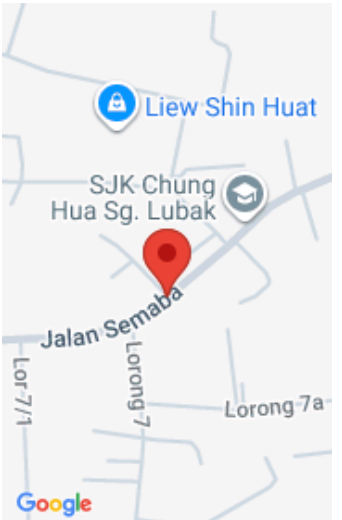 Liew Shin Huat
SJK Chung
Hua Sg. Lubak
Jalan Semaba
Lor 7/1
Lorong 7
Lorong 7a
Google